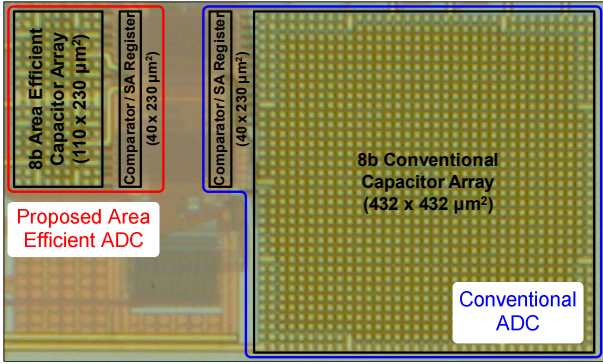 8b Area Efficient
Capacitor Array
(110 x 230 µm²)
Comparator / SA Register
(40 x 230 µm²)
Comparator / SA Register
(40 x 230 µm²)
8b Conventional
Capacitor Array
(432 x 432 µm²)
Proposed Area
Efficient ADC
Conventional
ADC